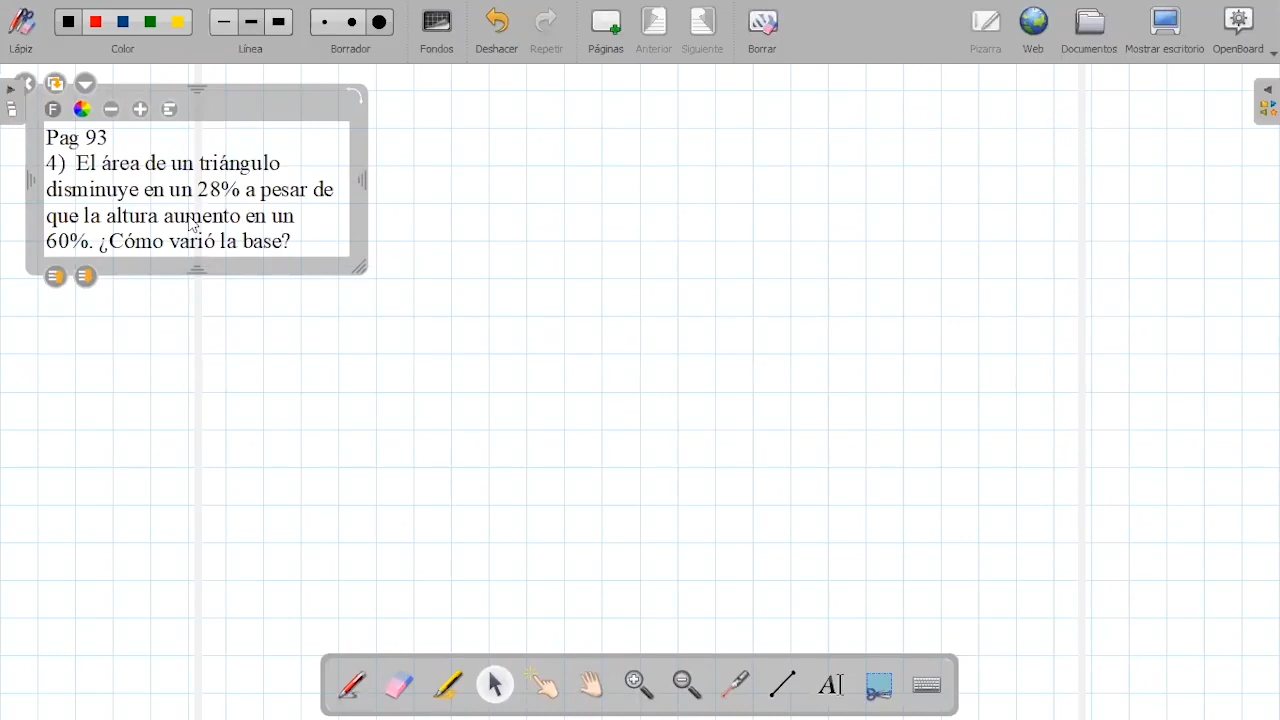 Lápiz
Color
Línea
Borrador
Fondos
Deshacer
Repetir
Páginas
Anterior
Siguiente
Borrar
Pizarra
Web
Documentos
Mostrar escritorio
OpenBoard
F
Pag 93
4) El área de un triángulo
disminuye en un 28% a pesar de
que la altura aumento en un
60%. ¿Cómo varió la base?
AI